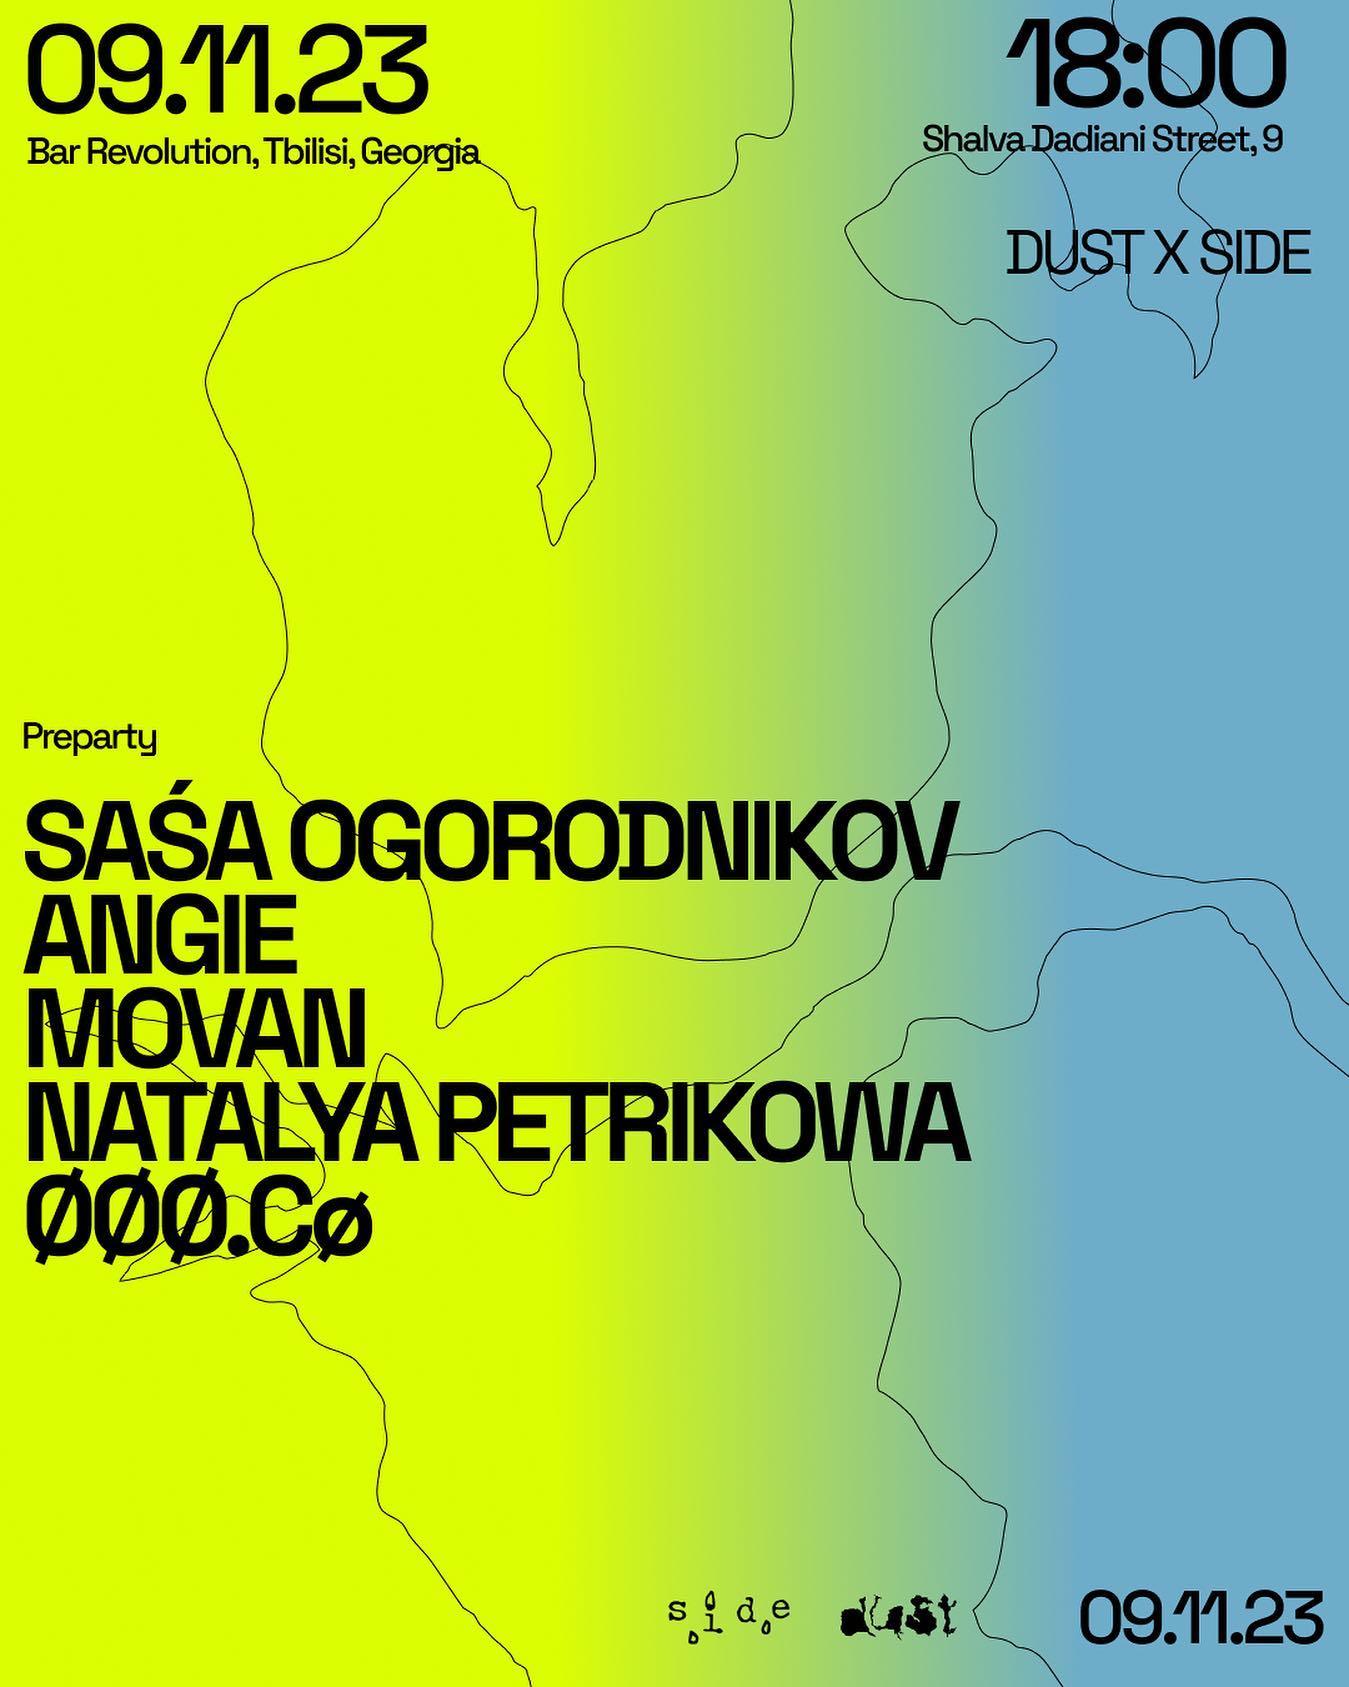 09.11.23
18:00
Bar Revolution, Tbilisi, Georgia
Shalva Dadiani Street, 9
DUST X SIDE
Preparty
SAŚA OGORODNIKOV
ANGIE
MOVAN
NATALYA PETRIKOWA
ØØØ.Cø
side
dust
09.11.23